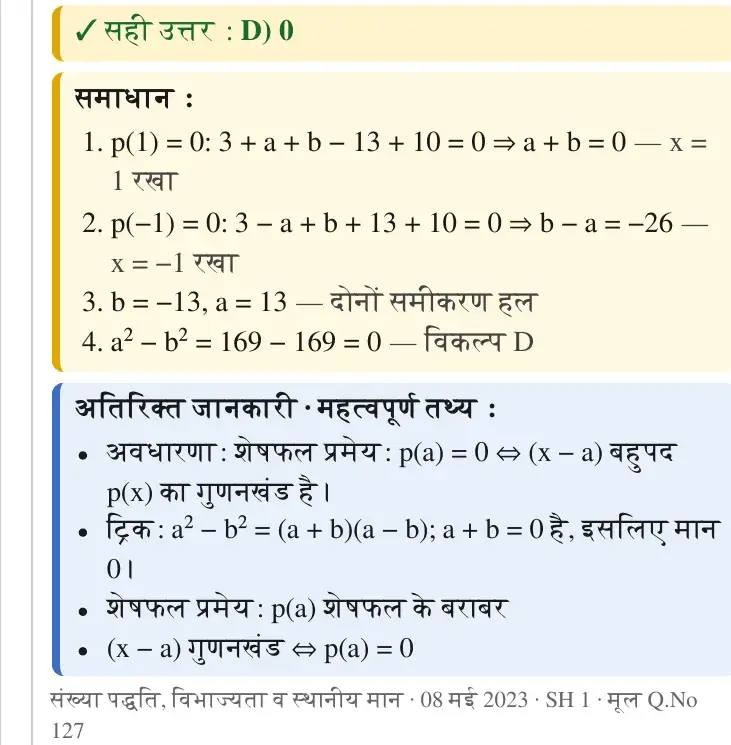 ✓ सही उत्तर : D) 0
समाधान :
1. p(1) = 0: 3 + a + b − 13 + 10 = 0 ⇒ a + b = 0 — x =
1 रखा
2. p(−1) = 0: 3 − a + b + 13 + 10 = 0 ⇒ b − a = −26 —
x = −1 रखा
3. b = −13, a = 13 — दोनों समीकरण हल
4. a² − b² = 169 − 169 = 0 — विकल्प D
अतिरिक्त जानकारी · महत्वपूर्ण तथ्य :
• अवधारणा : शेषफल प्रमेय : p(a) = 0 ⇔ (x − a) बहुपद
p(x) का गुणनखंड है।
• ट्रिक : a² − b² = (a + b)(a − b); a + b = 0 है, इसलिए मान
0।
• शेषफल प्रमेय : p(a) शेषफल के बराबर
• (x − a) गुणनखंड ⇔ p(a) = 0
संख्या पद्धति, विभाज्यता व स्थानीय मान · 08 मई 2023 · SH 1 · मूल Q.No
127